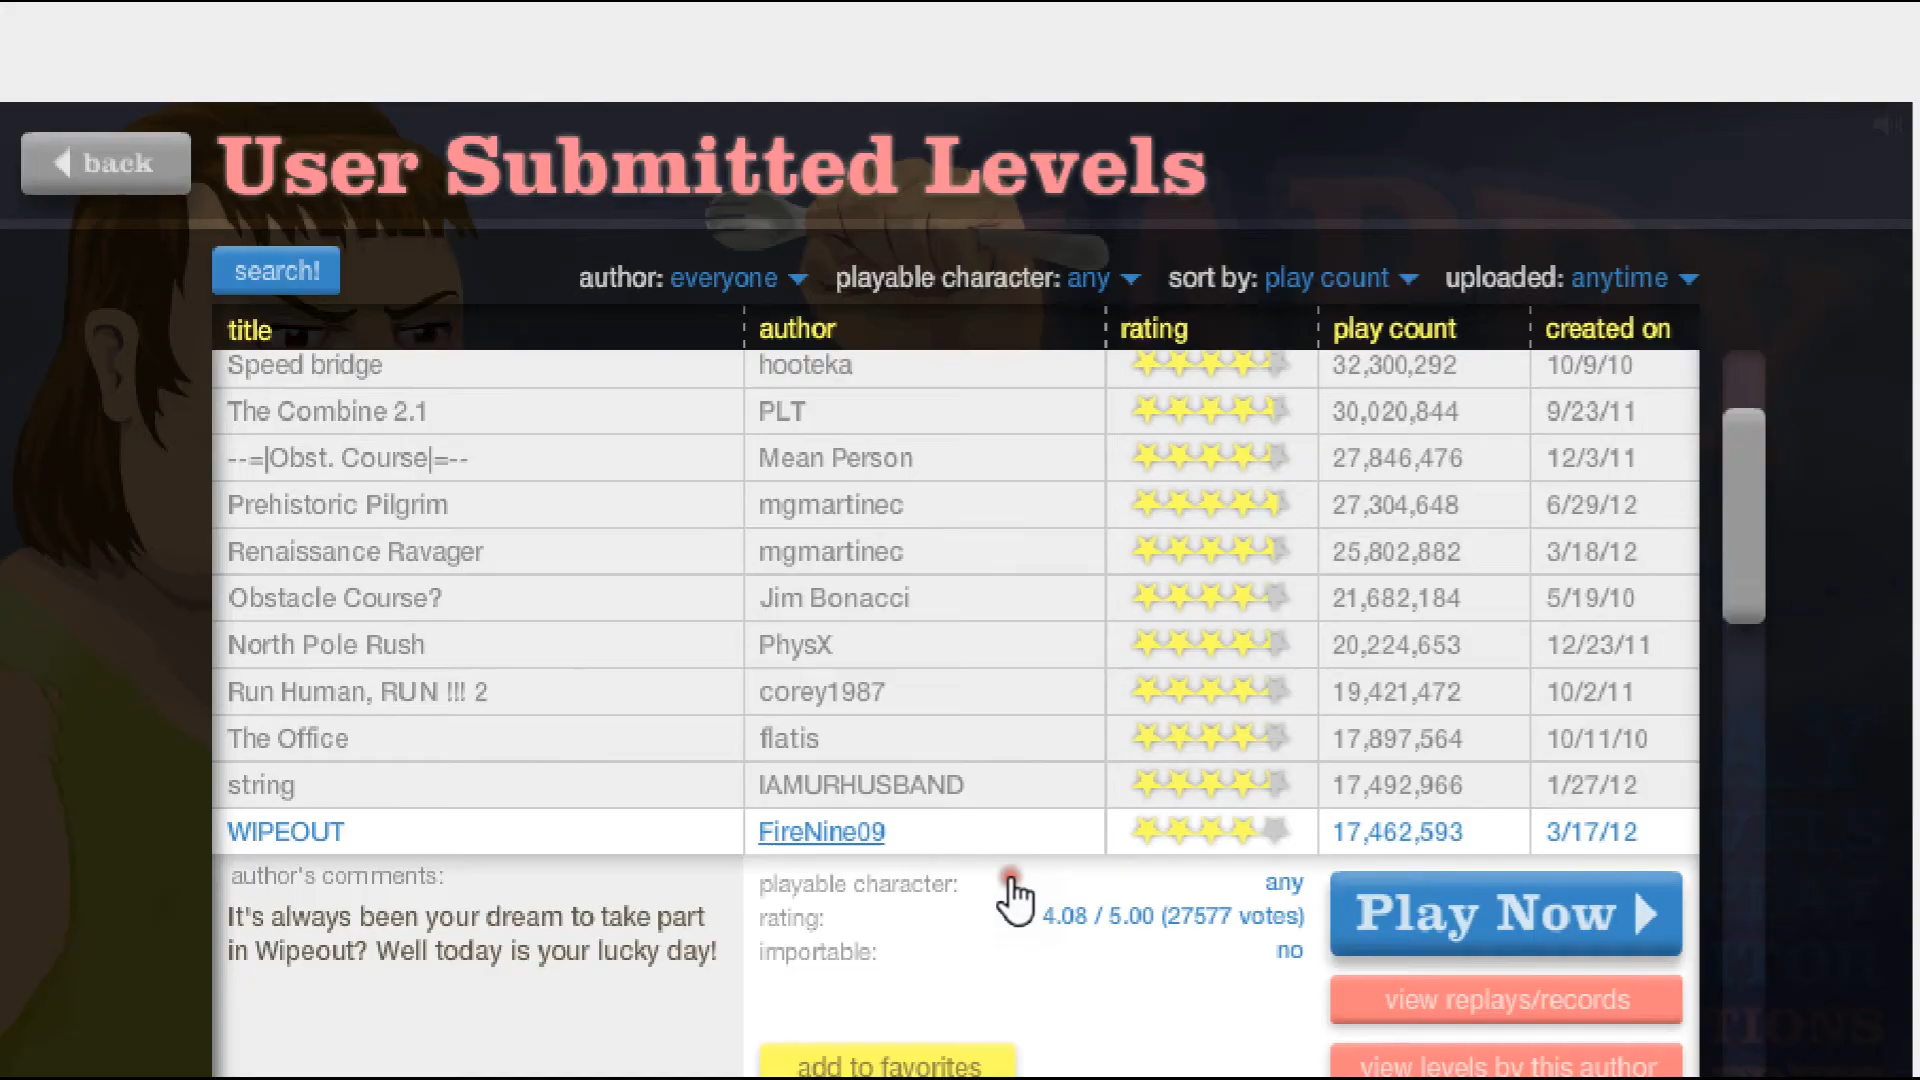 back
User Submitted Levels
search!
author: everyone playable character: any sort by: play count uploaded: anytime
title author rating play count created on
Speed bridge hooteka 32,300,292 10/9/10
The Combine 2.1 PLT 30,020,844 9/23/11
--=|Obst. Course|=-- Mean Person 27,846,476 12/3/11
Prehistoric Pilgrim mgmartinec 27,304,648 6/29/12
Renaissance Ravager mgmartinec 25,802,882 3/18/12
Obstacle Course? Jim Bonacci 21,682,184 5/19/10
North Pole Rush PhysX 20,224,653 12/23/11
Run Human, RUN !!! 2 corey1987 19,421,472 10/2/11
The Office flatis 17,897,564 10/11/10
string IAMURHUSBAND 17,492,966 1/27/12
WIPEOUT FireNine09 17,462,593 3/17/12
author's comments:
It's always been your dream to take part
in Wipeout? Well today is your lucky day!
playable character: any
rating: 4.08 / 5.00 (27577 votes)
importable: no
Play Now
view replays/records
add to favorites
view levels by this author